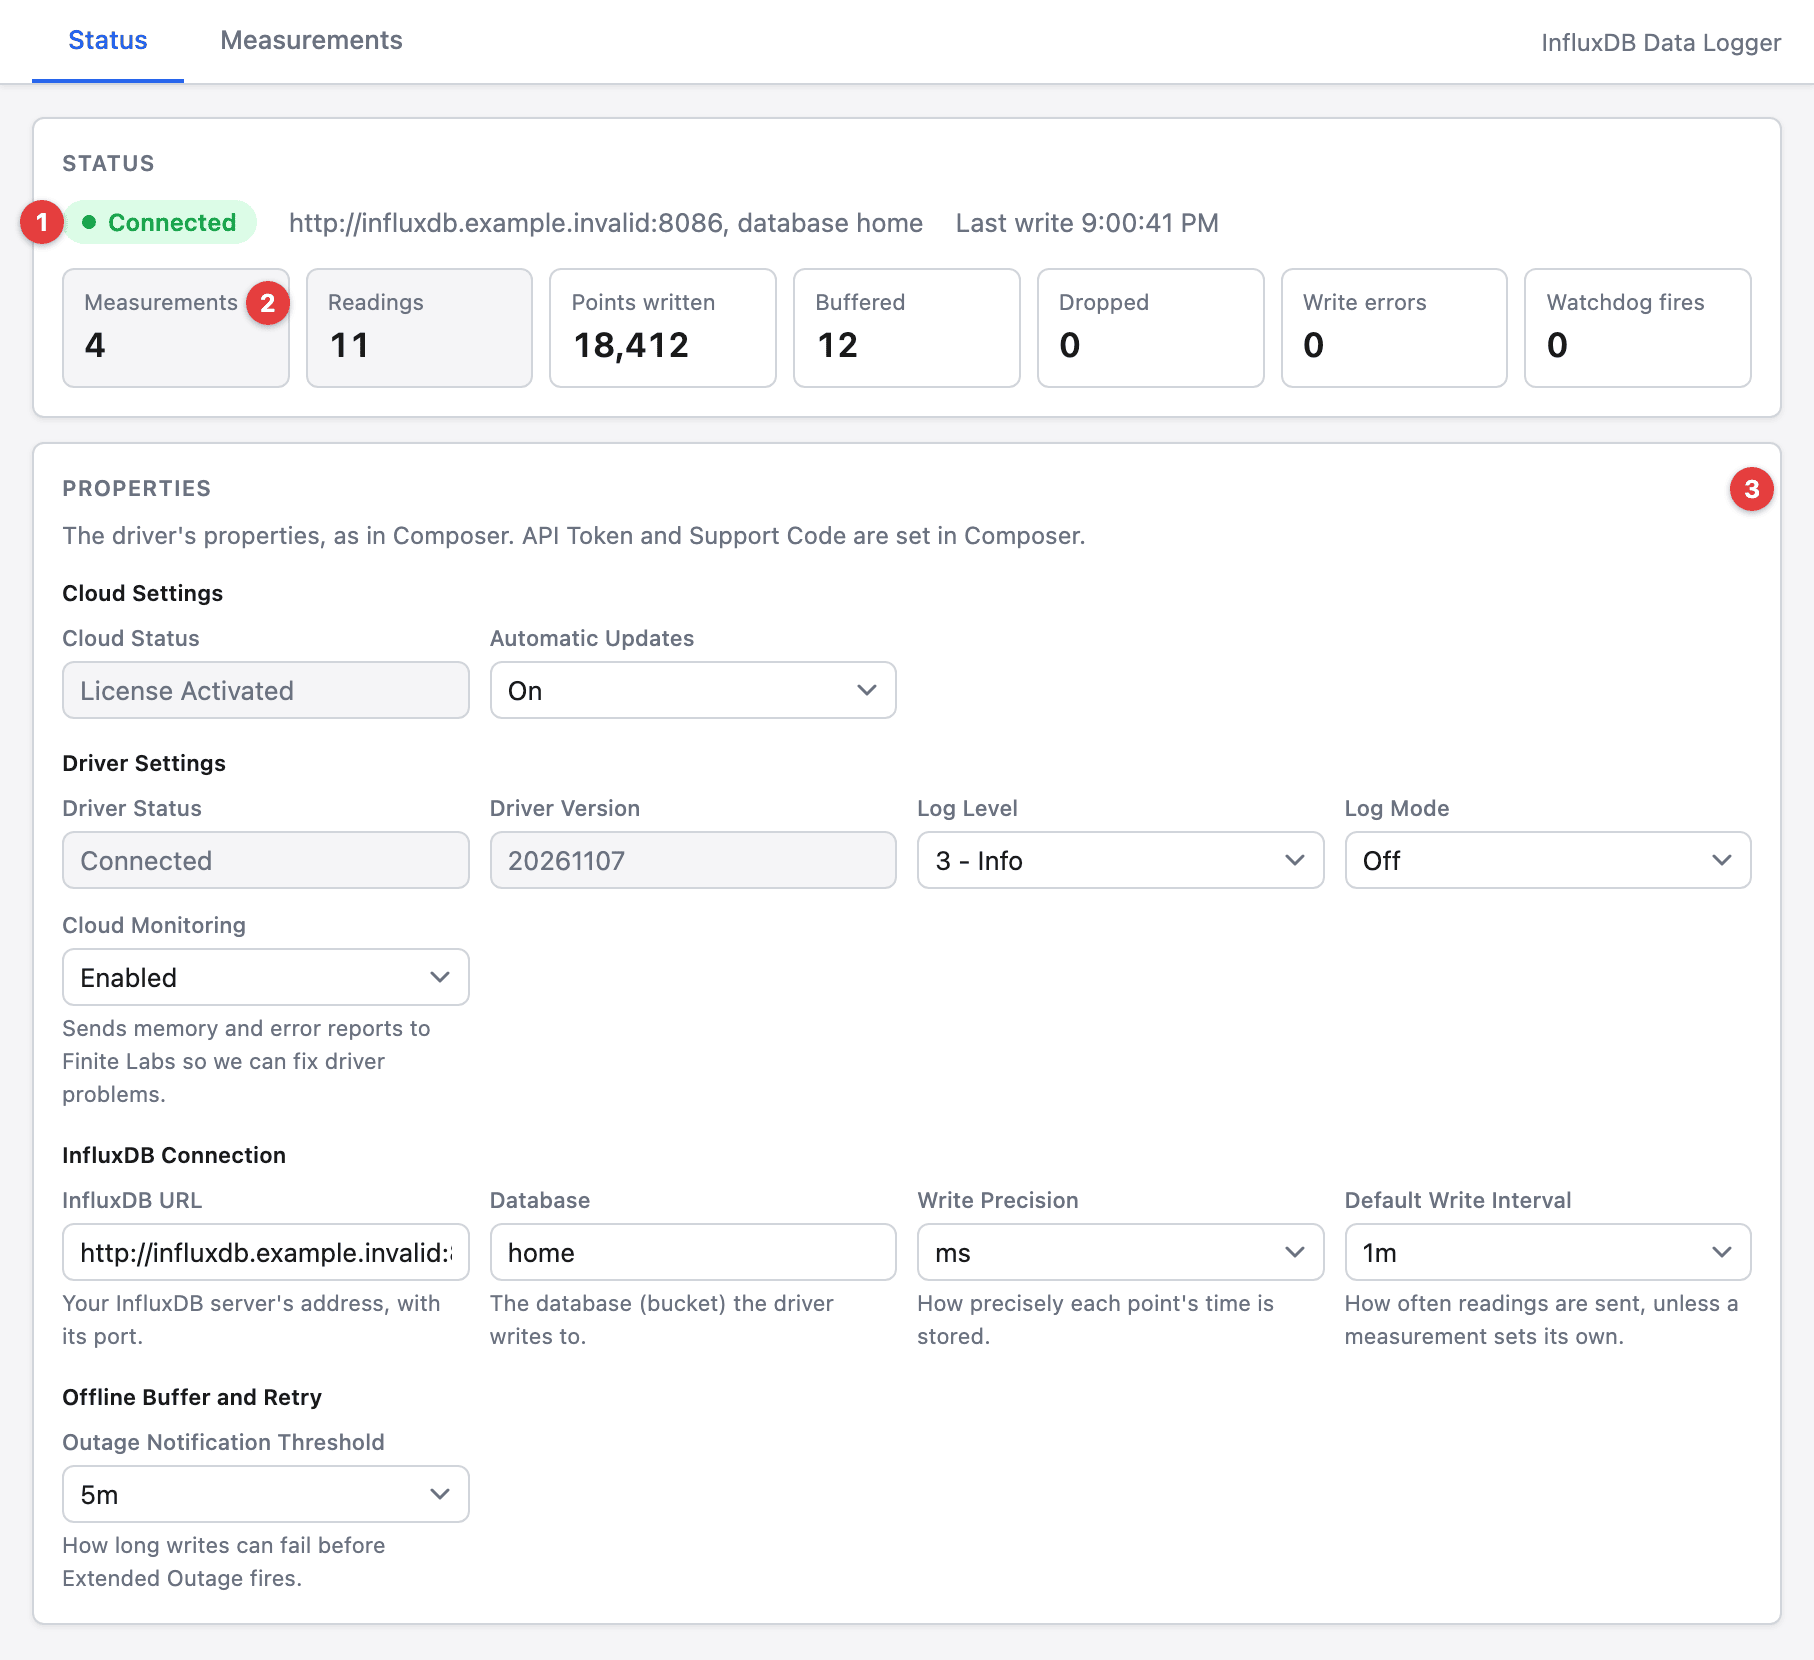 Status
Measurements
InfluxDB Data Logger
STATUS
1
Connected
http://influxdb.example.invalid:8086, database home
Last write 9:00:41 PM
Measurements
2
4
Readings
11
Points written
18,412
Buffered
12
Dropped
0
Write errors
0
Watchdog fires
0
PROPERTIES
3
The driver's properties, as in Composer. API Token and Support Code are set in Composer.
Cloud Settings
Cloud Status
License Activated
Automatic Updates
On
Driver Settings
Driver Status
Connected
Driver Version
20261107
Log Level
3 - Info
Log Mode
Off
Cloud Monitoring
Enabled
Sends memory and error reports to
Finite Labs so we can fix driver
problems.
InfluxDB Connection
InfluxDB URL
http://influxdb.example.invalid:
Your InfluxDB server's address, with
its port.
Database
home
The database (bucket) the driver
writes to.
Write Precision
ms
How precisely each point's time is
stored.
Default Write Interval
1m
How often readings are sent, unless a
measurement sets its own.
Offline Buffer and Retry
Outage Notification Threshold
5m
How long writes can fail before
Extended Outage fires.